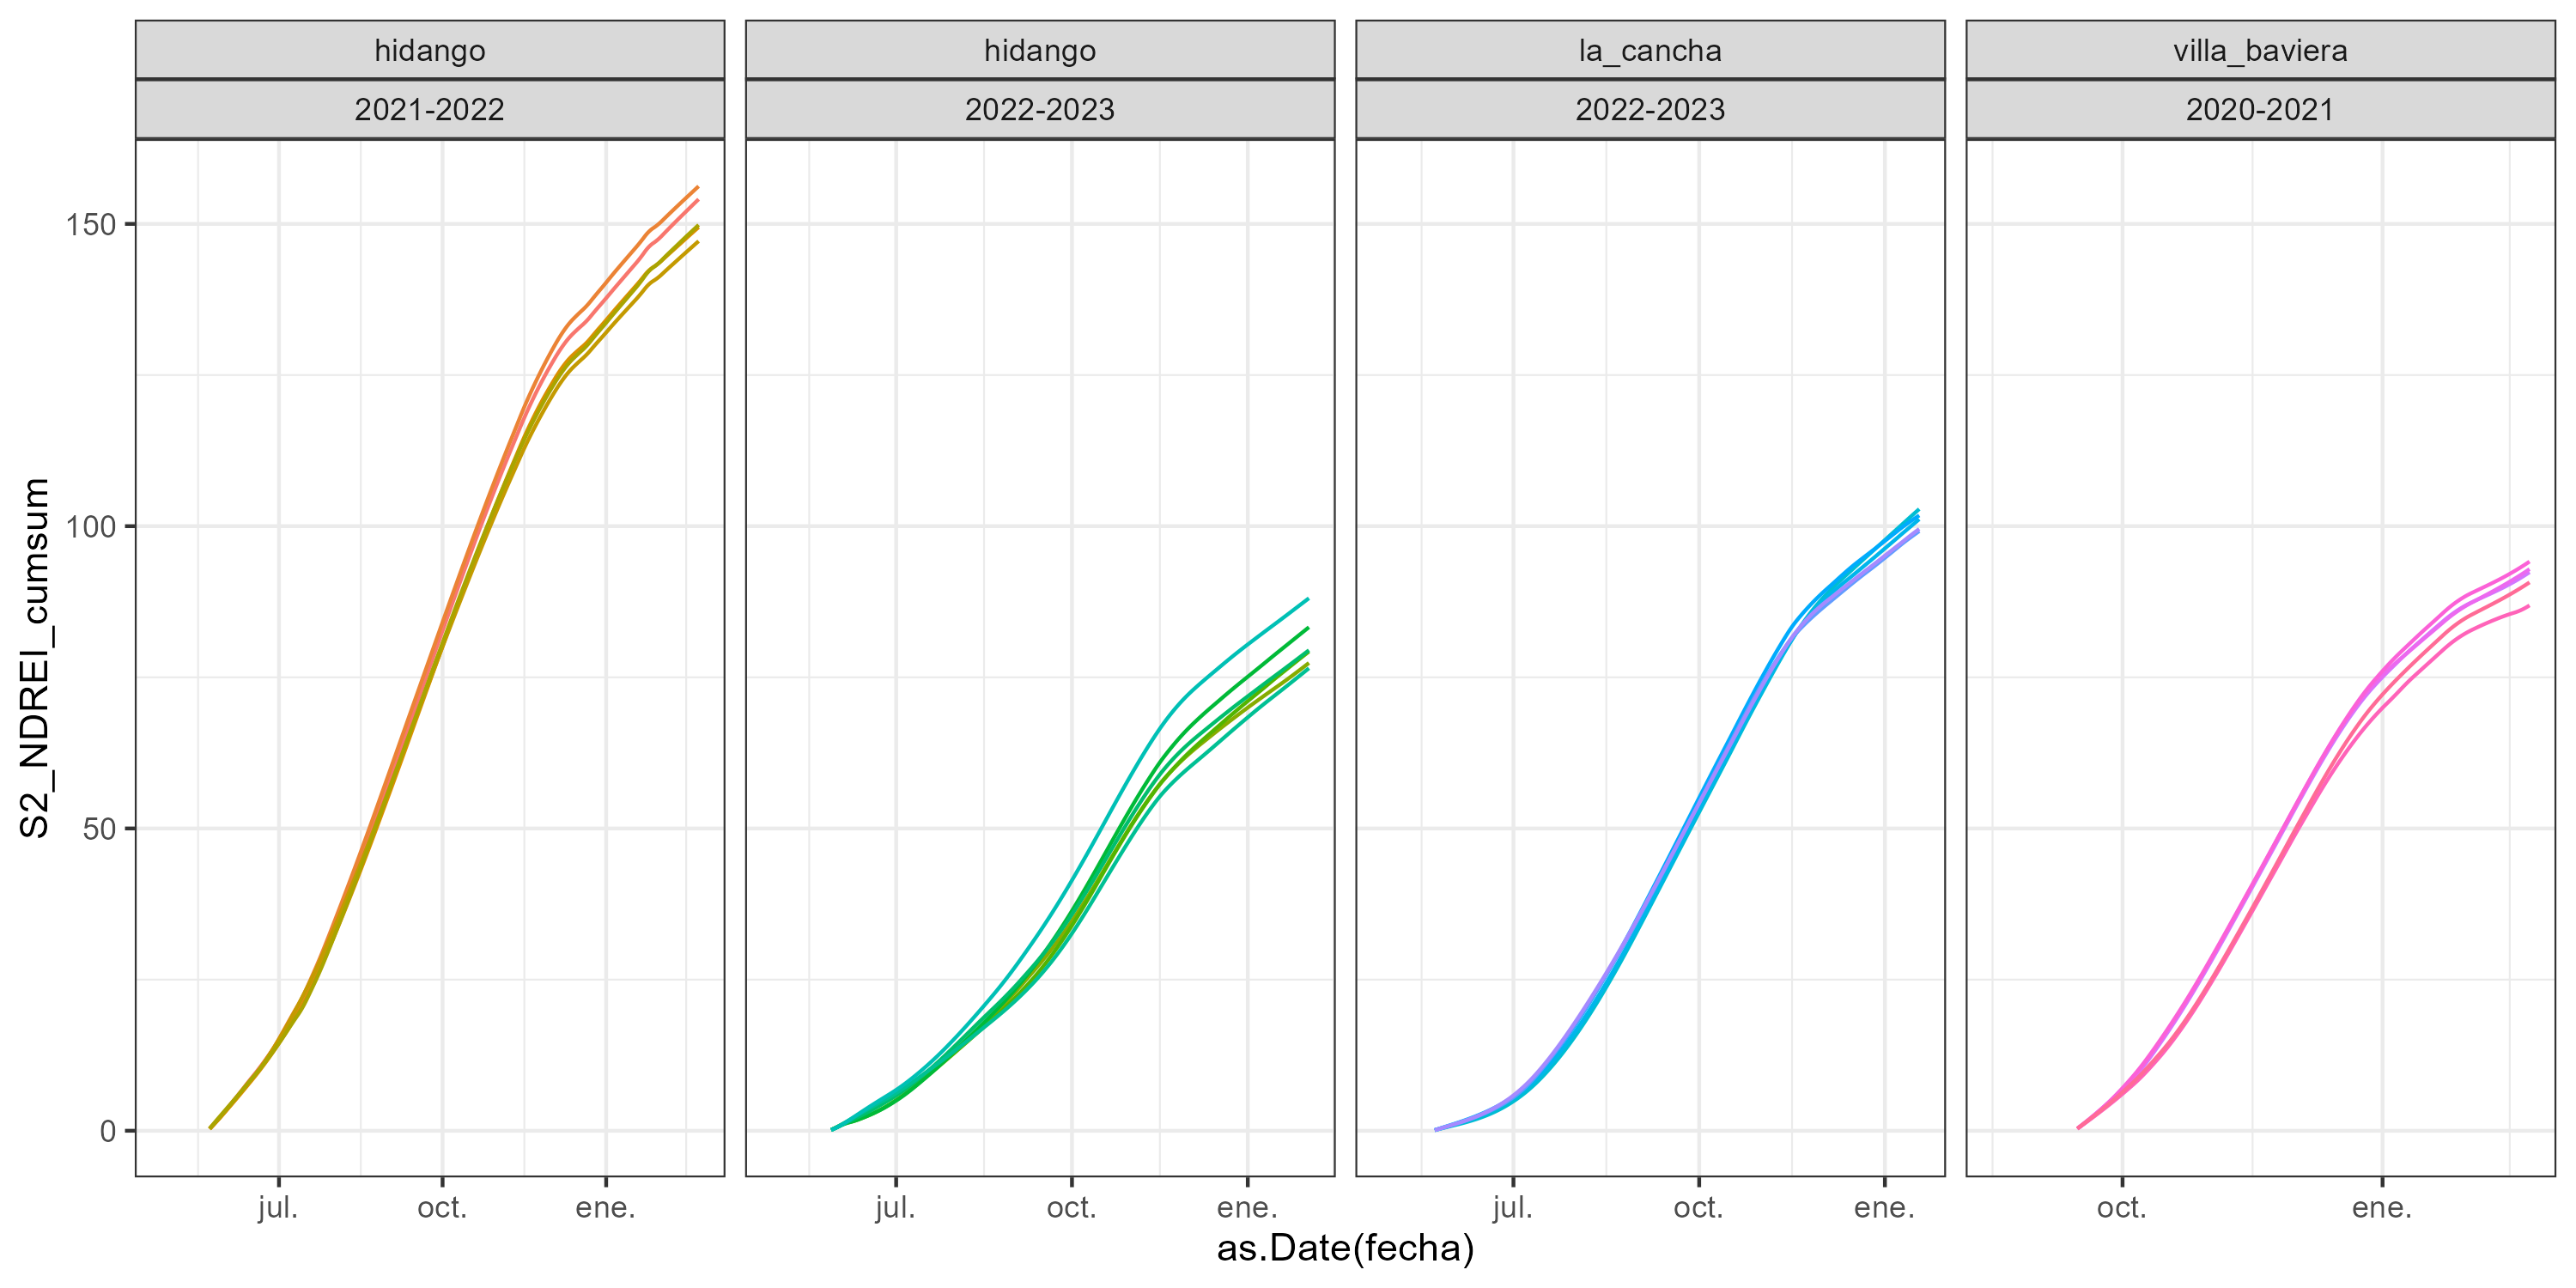 hidango
hidango
la_cancha
villa_baviera
2021-2022
2022-2023
2022-2023
2020-2021
S2_NDREI_cumsum
150
100
50
0
jul. oct. ene.
jul. oct. ene.
jul. oct. ene.
oct. ene.
as.Date(fecha)